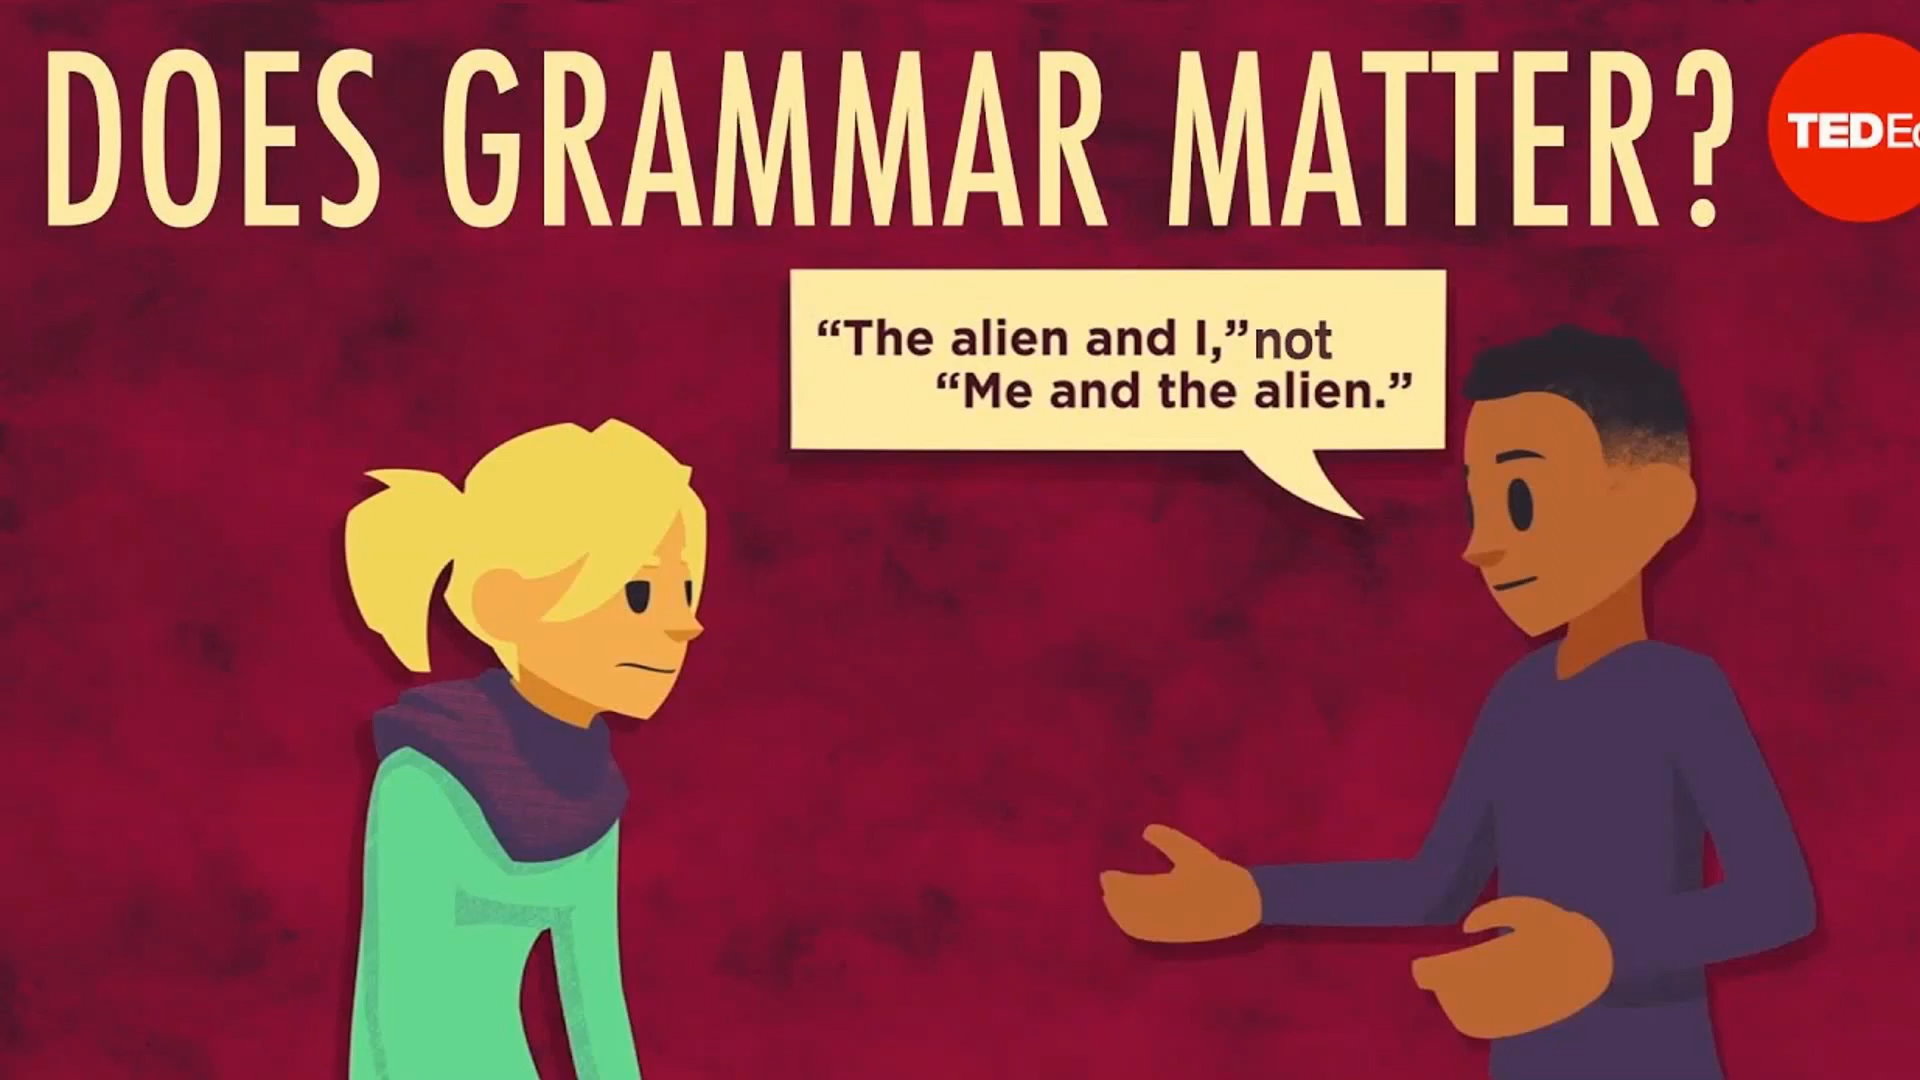 DOES GRAMMAR MATTER?
TEDEd
“The alien and I,” not
“Me and the alien.”